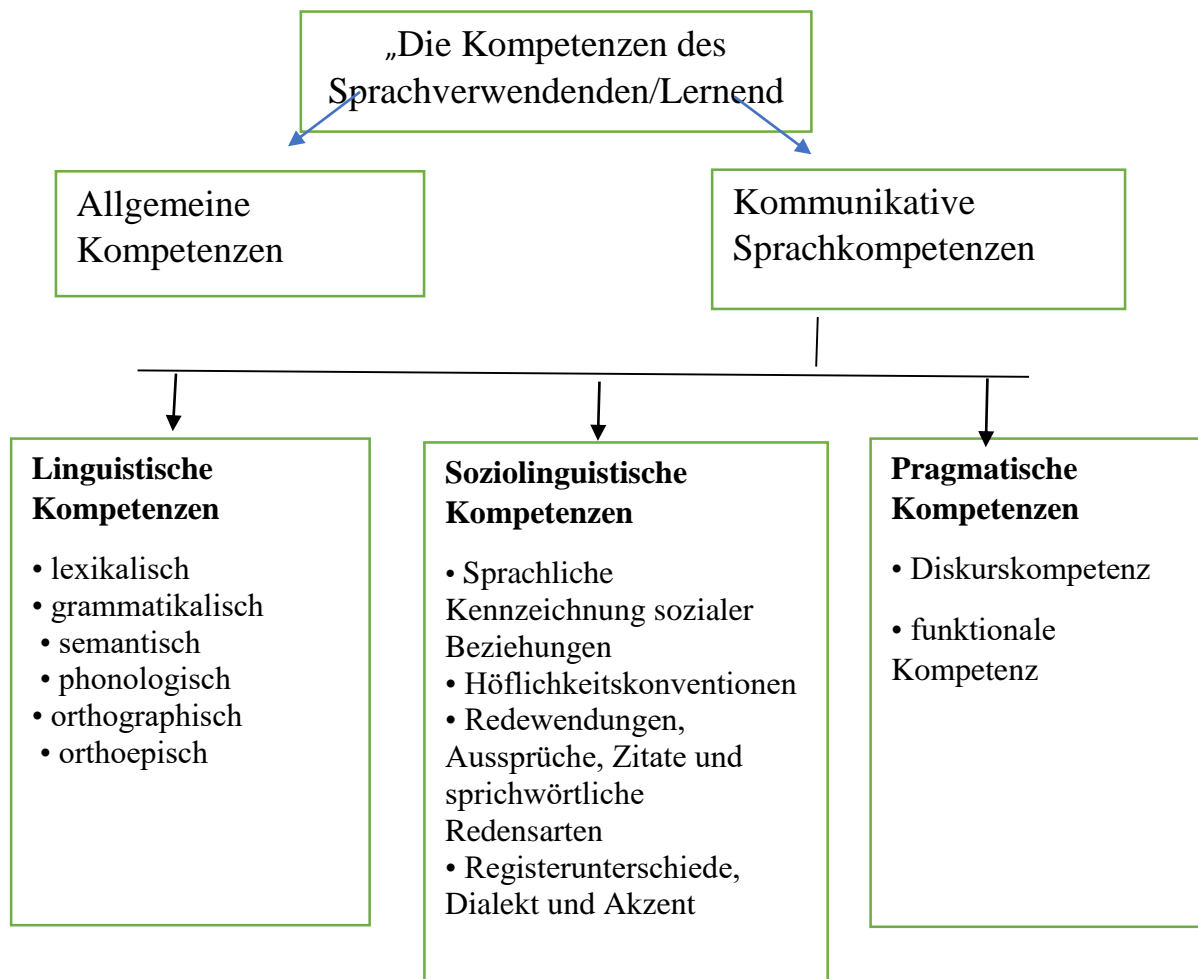 „Die Kompetenzen des
Sprachverwendenden/Lernend
Allgemeine
Kompetenzen
Kommunikative
Sprachkompetenzen
Linguistische
Kompetenzen
• lexikalisch
• grammatikalisch
• semantisch
• phonologisch
• orthographisch
• orthoepisch
Soziolinguistische
Kompetenzen
• Sprachliche
Kennzeichnung sozialer
Beziehungen
• Höflichkeitskonventionen
• Redewendungen,
Aussprüche, Zitate und
sprichwörtliche
Redensarten
• Registerunterschiede,
Dialekt und Akzent
Pragmatische
Kompetenzen
• Diskurskompetenz
• funktionale
Kompetenz